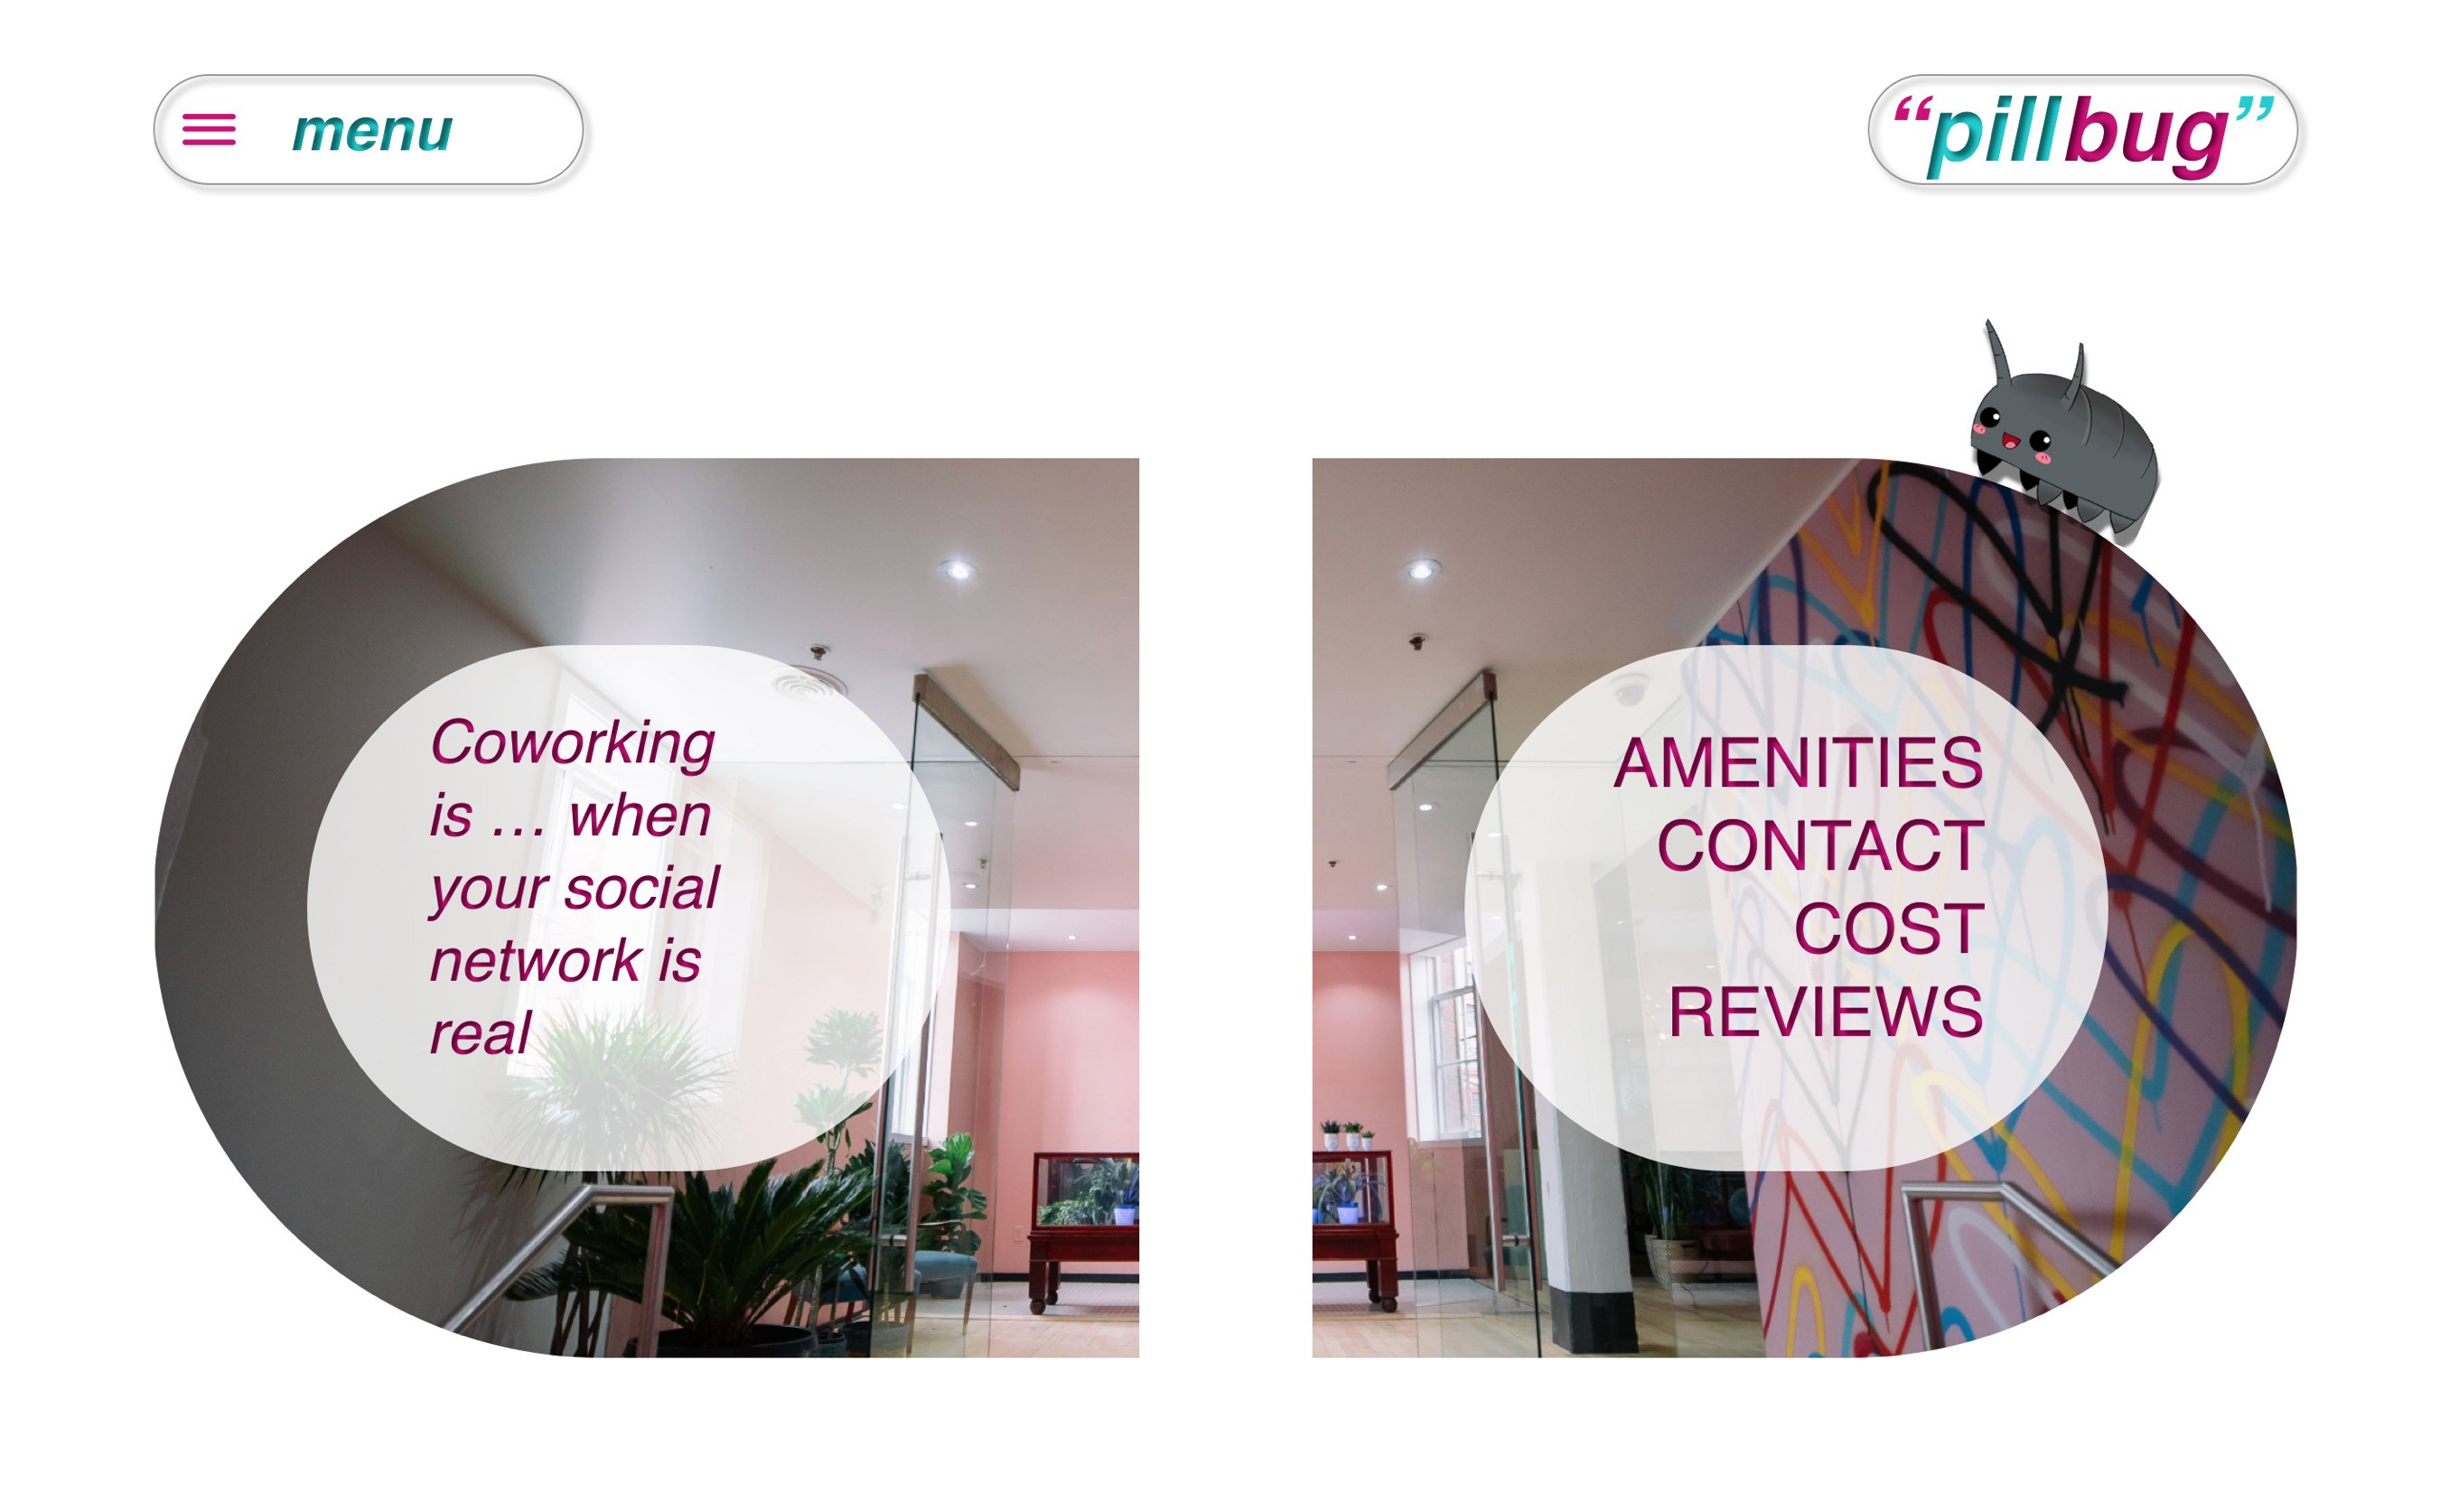 menu
“pillbug”
Coworking
is … when
your social
network is
real
AMENITIES
CONTACT
COST
REVIEWS